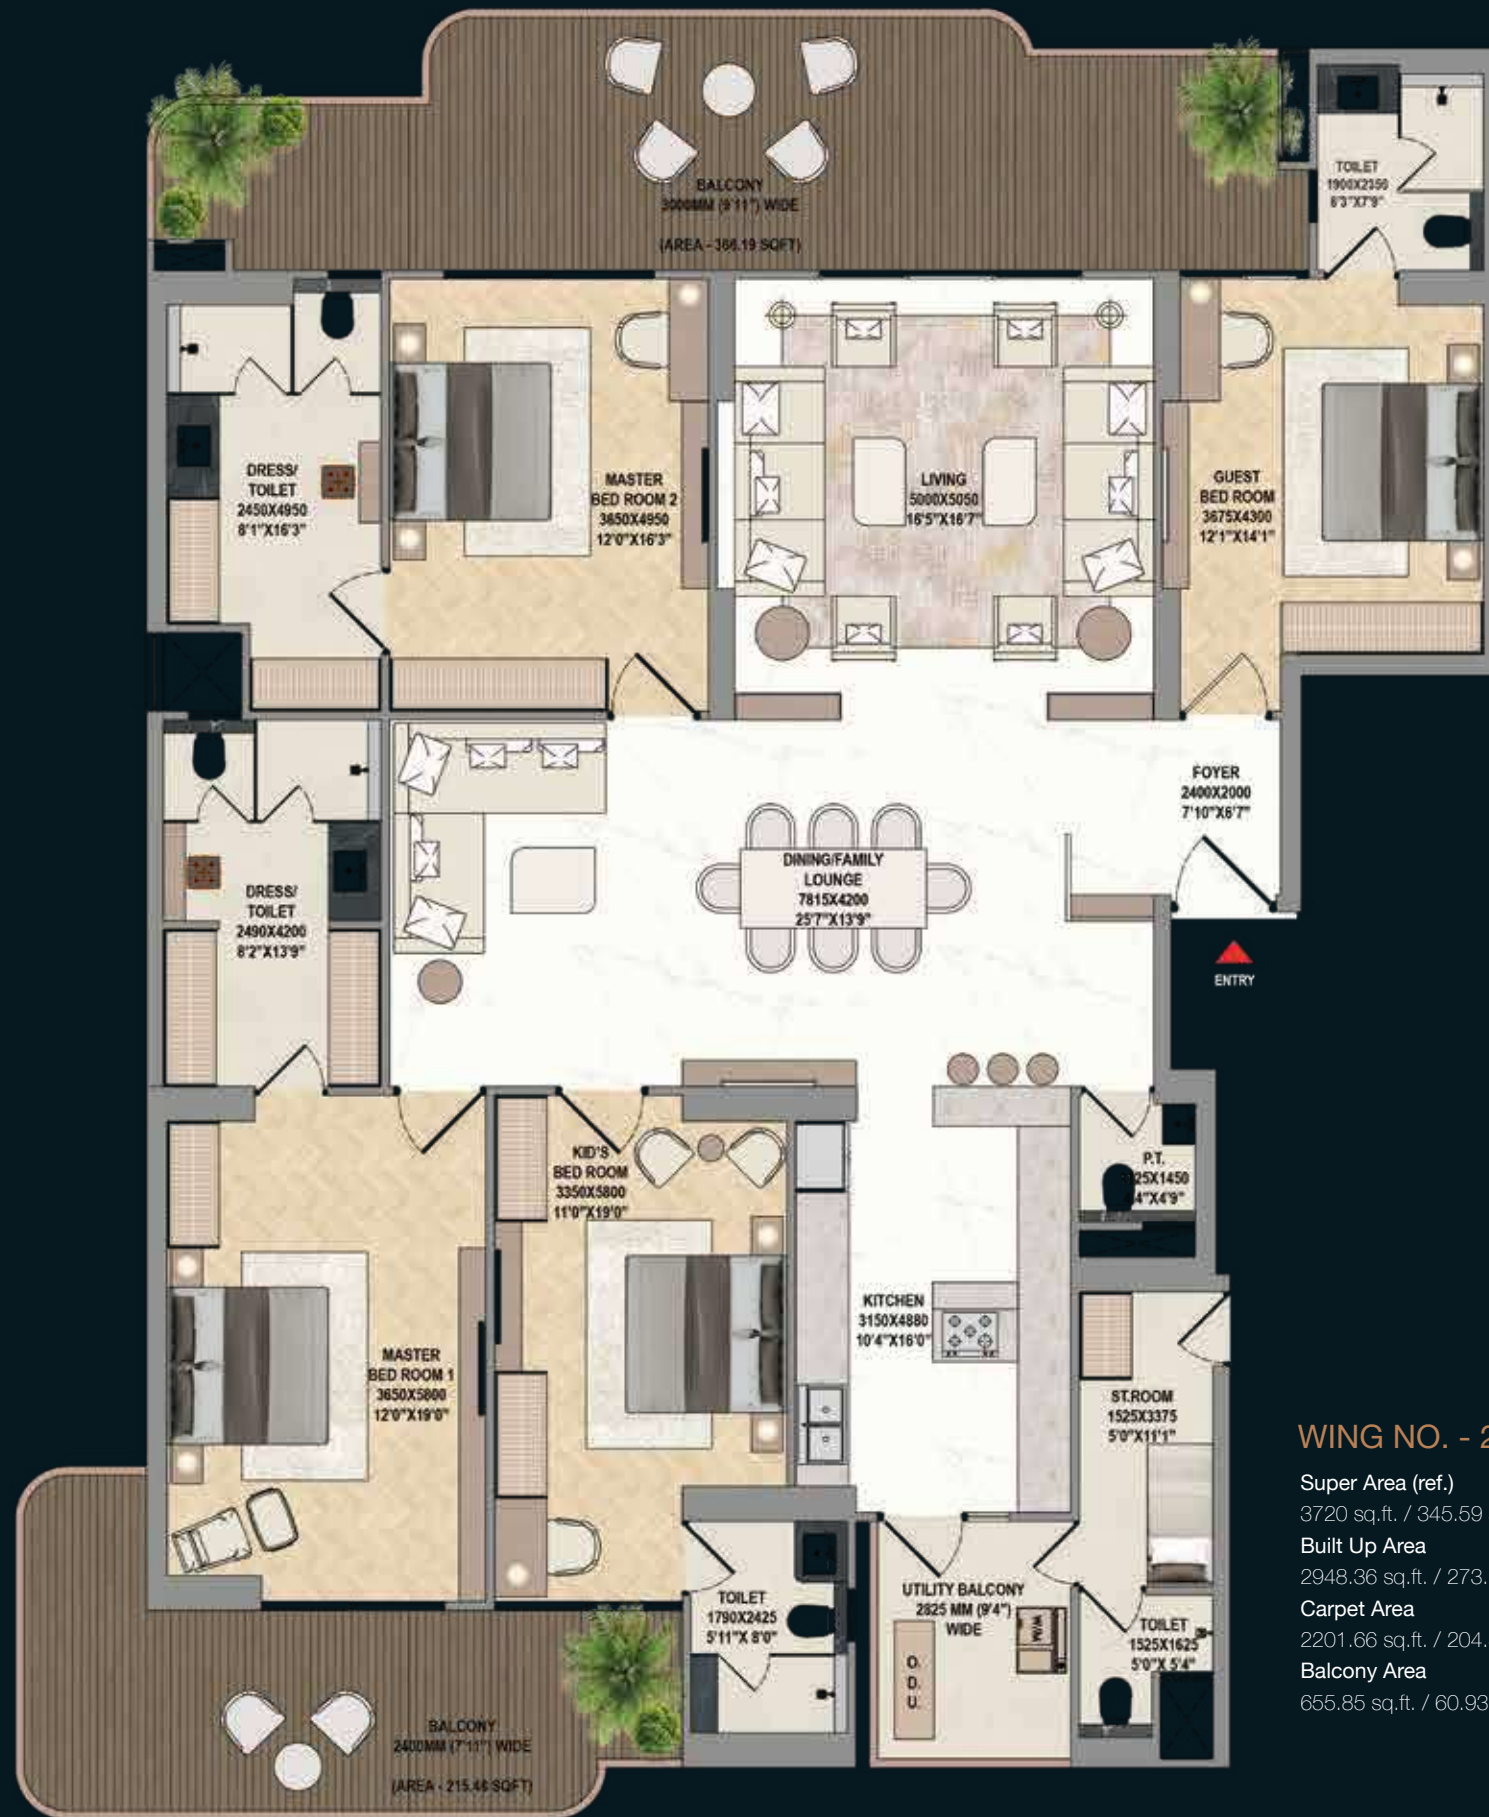 BALCONY
3000MM (9'11") WIDE
(AREA - 366.19 SQFT)
TOILET
1900X2350
6'3"X7'9"
DRESS/
TOILET
2450X4950
8'1"X16'3"
MASTER
BED ROOM 2
3650X4950
12'0"X16'3"
LIVING
5000X5050
16'5"X16'7"
GUEST
BED ROOM
3675X4300
12'1"X14'1"
FOYER
2400X2000
7'10"X6'7"
DINING/FAMILY
LOUNGE
7815X4200
25'7"X13'9"
DRESS/
TOILET
2490X4200
8'2"X13'9"
ENTRY
KID'S
BED ROOM
3350X5800
11'0"X19'0"
P.T.
25X1450
4"X4'9"
KITCHEN
3150X4880
10'4"X16'0"
MASTER
BED ROOM 1
3650X5800
12'0"X19'0"
ST.ROOM
1525X3375
5'0"X11'1"
WING NO. - 2
Super Area (ref.)
3720 sq.ft. / 345.59
Built Up Area
2948.36 sq.ft. / 273.
Carpet Area
2201.66 sq.ft. / 204.
Balcony Area
655.85 sq.ft. / 60.93
TOILET
1790X2425
5'11"X 8'0"
UTILITY BALCONY
2825 MM (9'4")
WIDE
W/M
O.
D.
U.
TOILET
1525X1625
5'0"X 5'4"
BALCONY
2400MM (7'11") WIDE
(AREA - 215.46 SQFT)